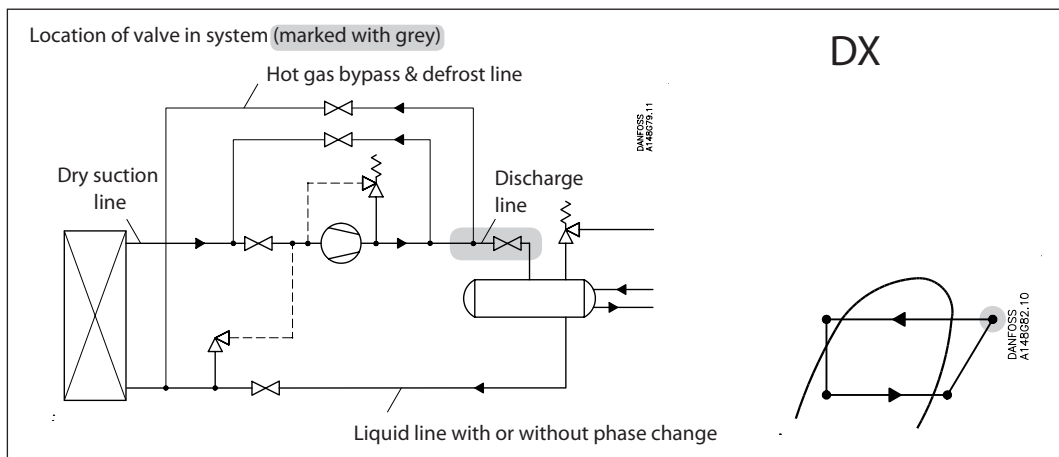 Location of valve in system (marked with grey)
DX
Hot gas bypass & defrost line
DANFOSS
A148G79.11
Dry suction
line
Discharge
line
DANFOSS
A148G82.10
Liquid line with or without phase change